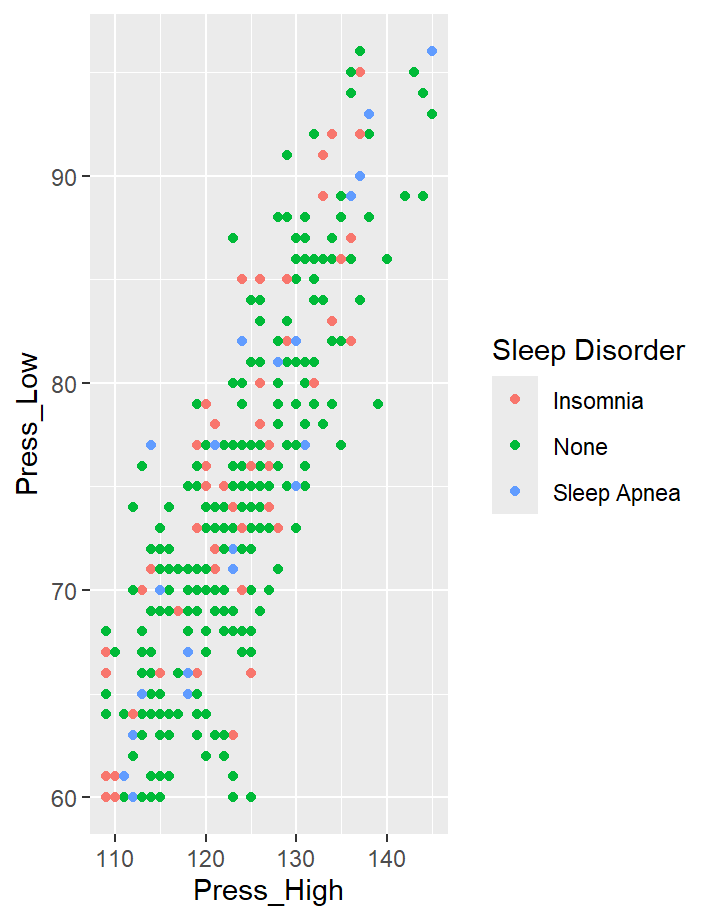 90
80
70
60
110 120 130 140
Press_High
Press_Low
Sleep Disorder
Insomnia
None
Sleep Apnea